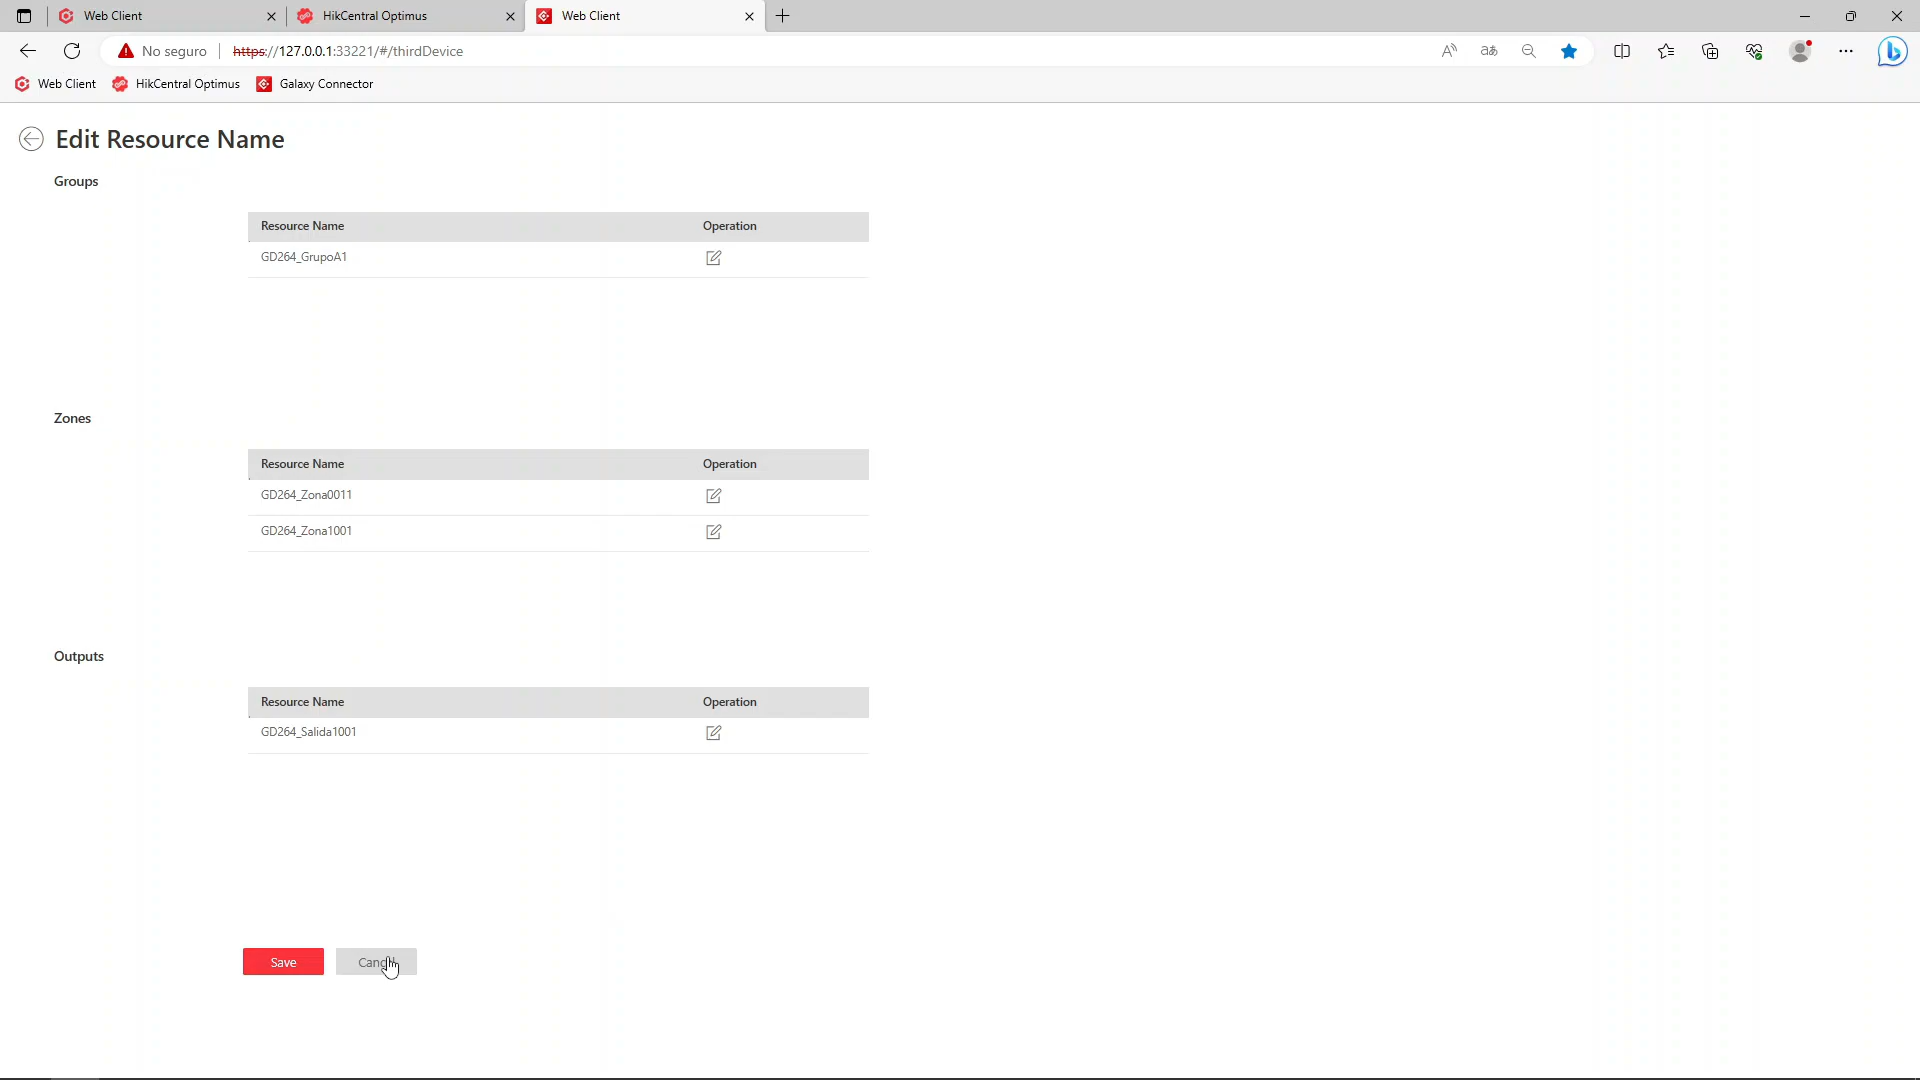 Web Client
HikCentral Optimus
Web Client
No seguro
https://127.0.0.1:33221/#/thirdDevice
Web Client
HikCentral Optimus
Galaxy Connector
Edit Resource Name
Groups
Resource Name Operation
GD264_GrupoA1
Zones
Resource Name Operation
GD264_Zona0011
GD264_Zona1001
Outputs
Resource Name Operation
GD264_Salida1001
Save
Cancel